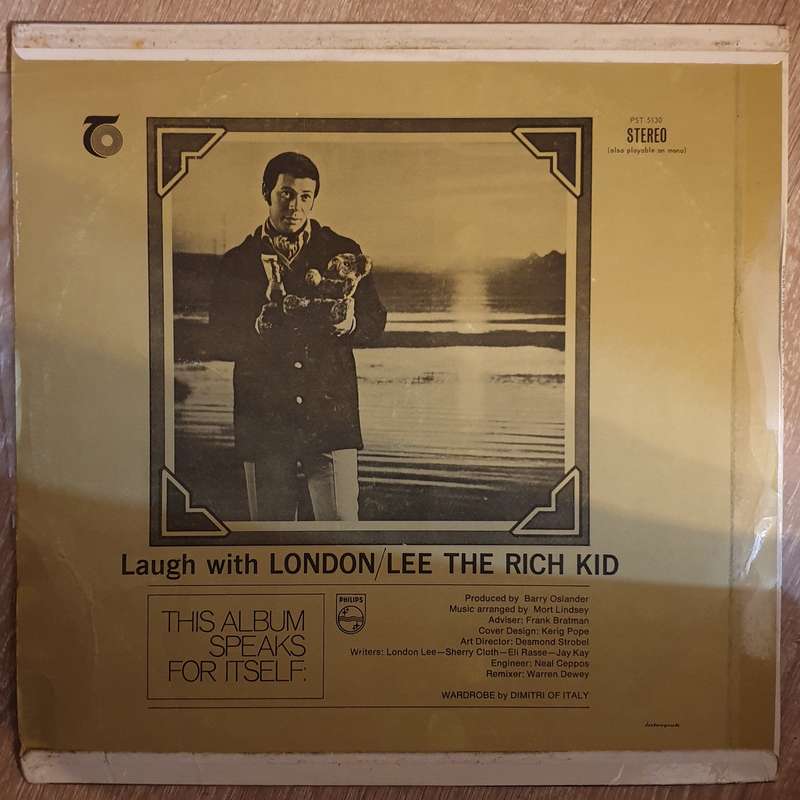 PST 5130
STEREO
(also playable on mono)
Laugh with LONDON/LEE THE RICH KID
THIS ALBUM
SPEAKS
FOR ITSELF:
PHILIPS
Produced by Barry Oslander
Music arranged by Mort Lindsey
Adviser: Frank Bratman
Cover Design: Kerig Pope
Art Director: Desmond Strobel
Writers: London Lee—Sherry Cloth—Eli Rasse—Jay Kay
Engineer: Neal Ceppos
Remixer: Warren Dewey
WARDROBE by DIMITRI OF ITALY